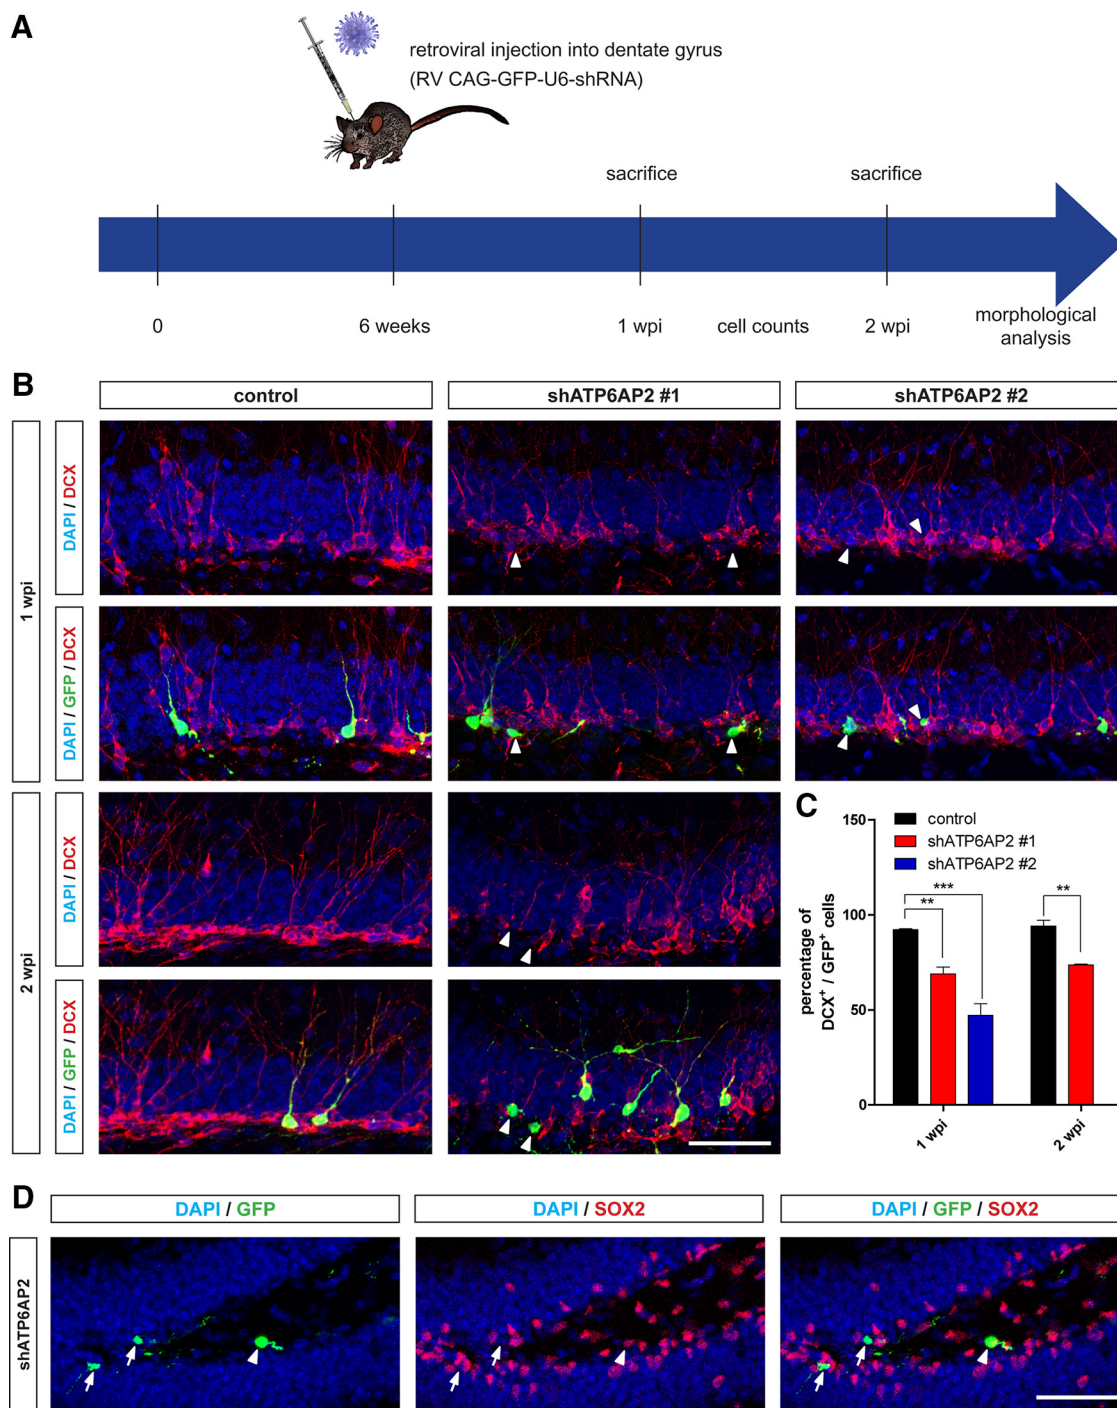 A
retroviral injection into dentate gyrus
(RV CAG-GFP-U6-shRNA)
sacrifice
sacrifice
0
6 weeks
1 wpi
cell counts
2 wpi
morphological
analysis
B
control
shATP6AP2 #1
shATP6AP2 #2
1 wpi
DAPI / DCX
DAPI / GFP / DCX
2 wpi
DAPI / DCX
DAPI / GFP / DCX
C
control
shATP6AP2 #1
shATP6AP2 #2
percentage of
DCX⁺ / GFP⁺ cells
150
100
50
0
***
**
**
1 wpi
2 wpi
D
DAPI / GFP
DAPI / SOX2
DAPI / GFP / SOX2
shATP6AP2